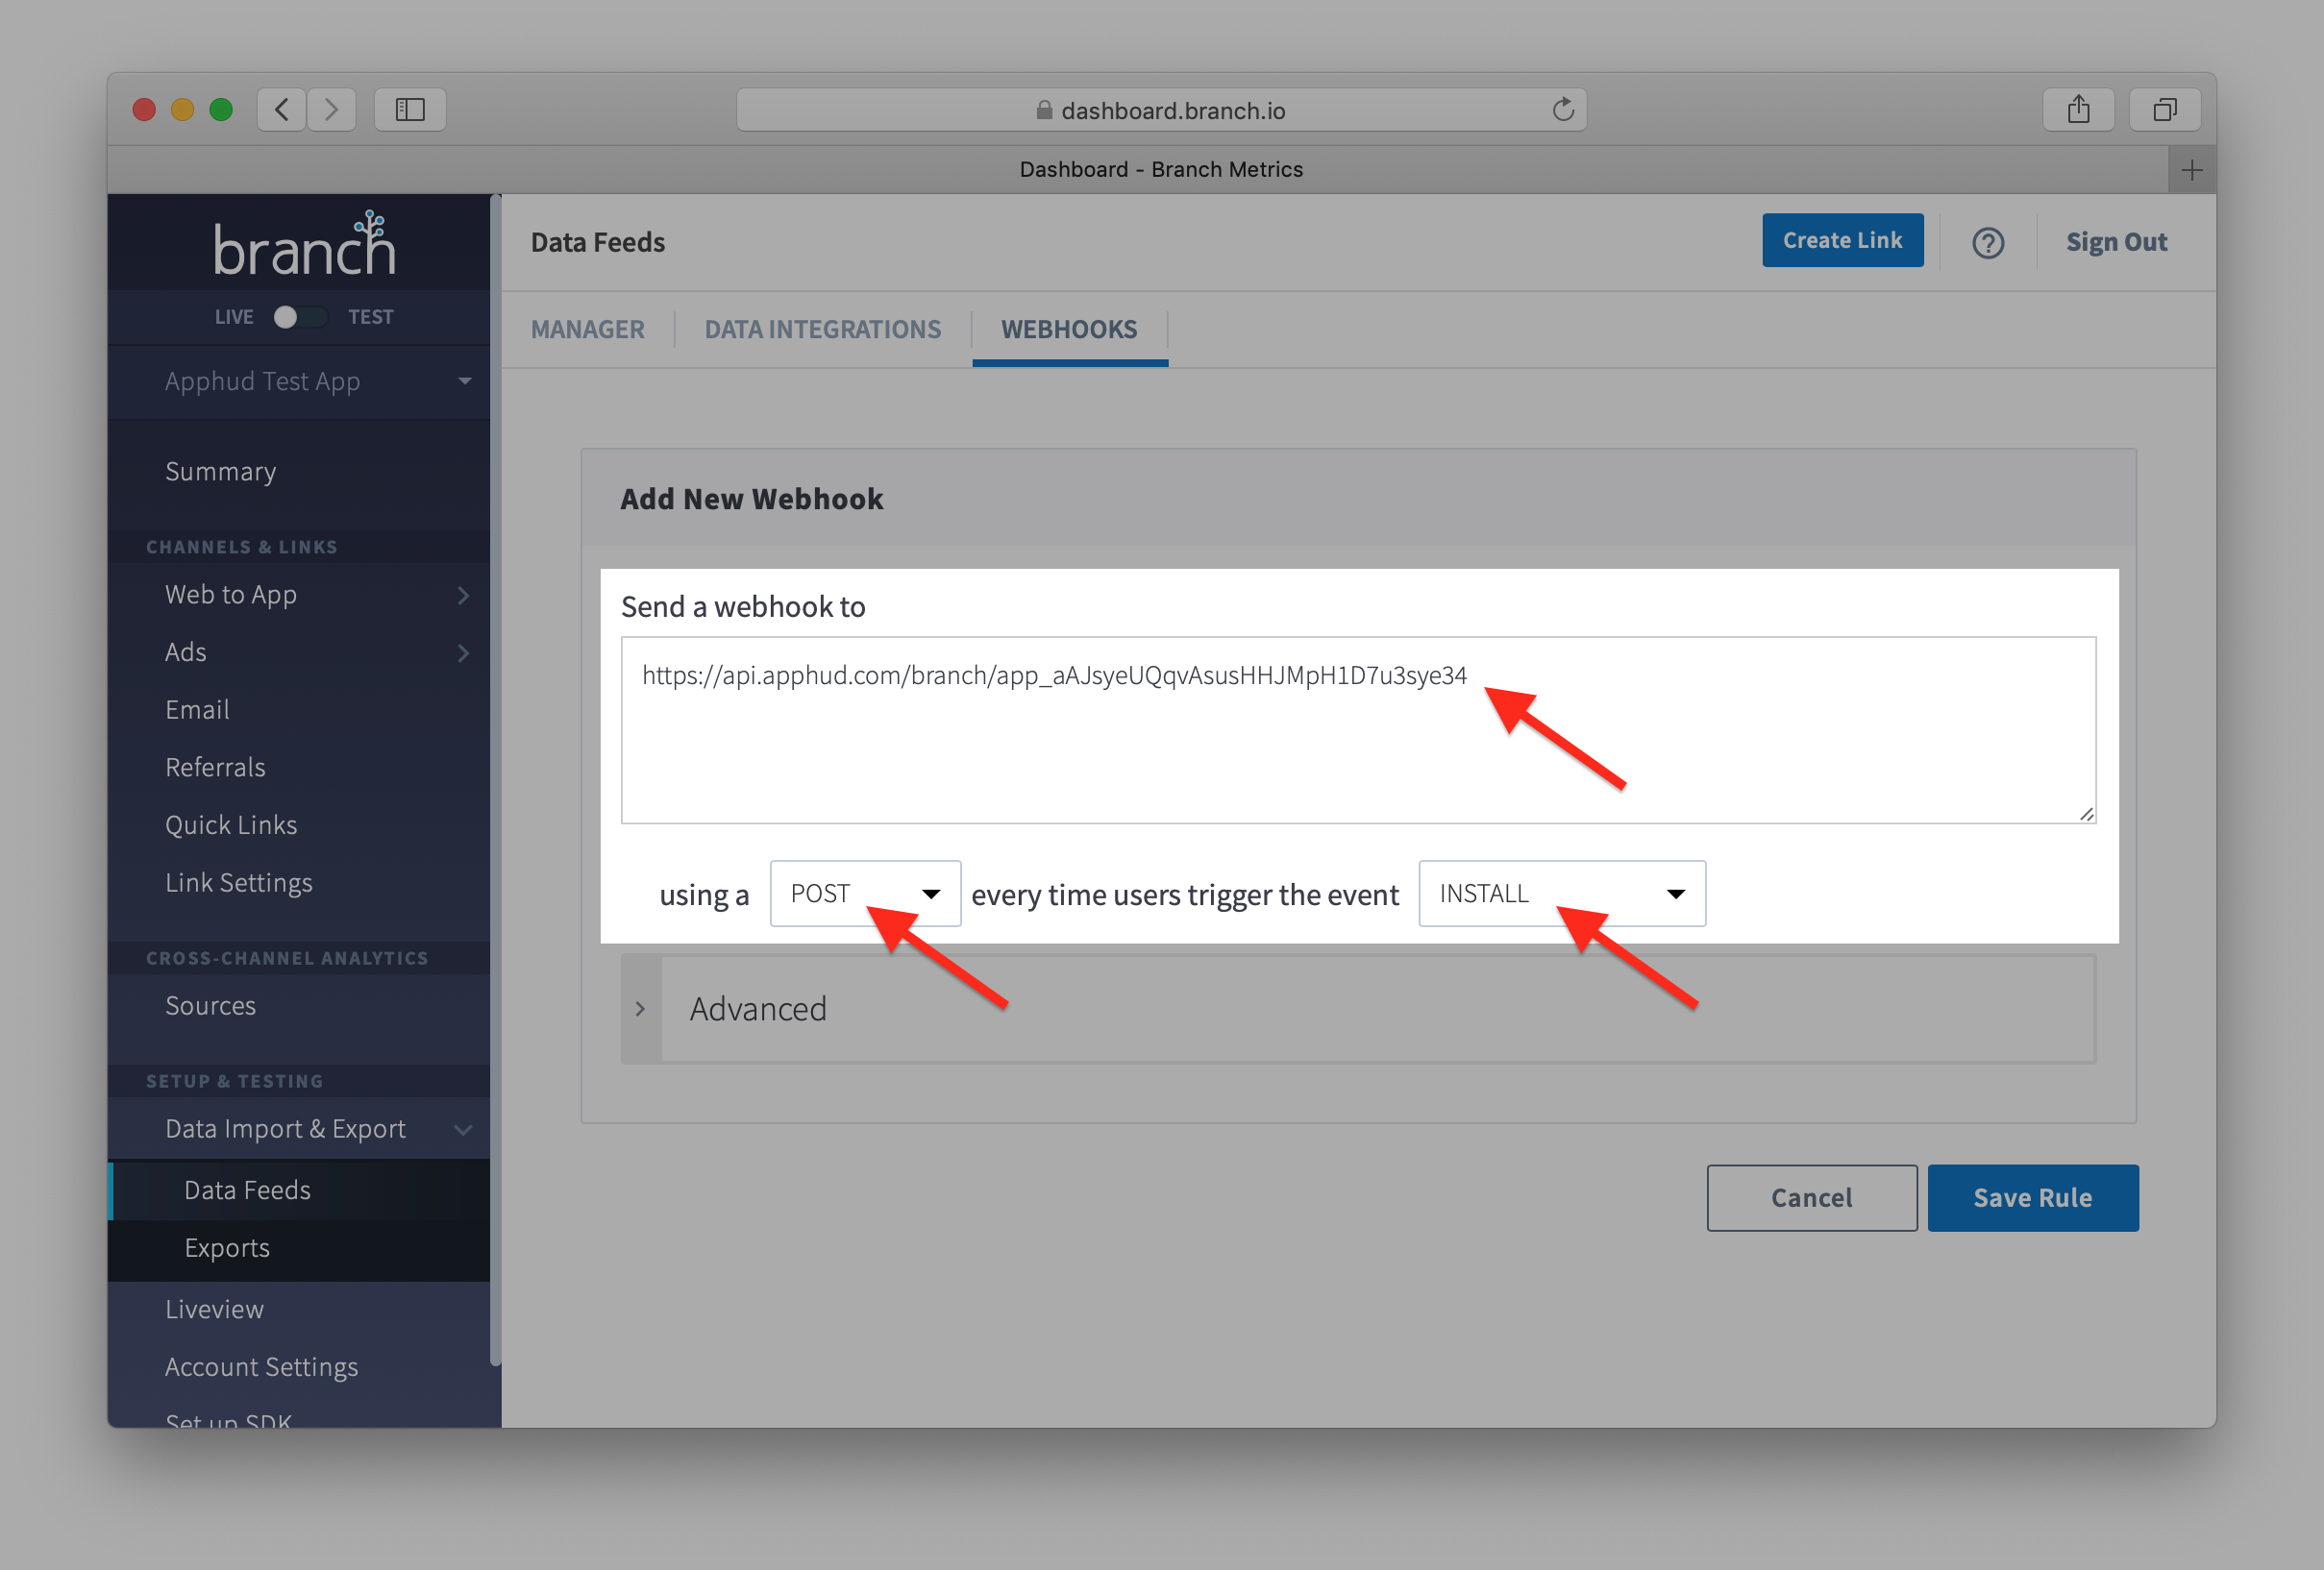 dashboard.branch.io
Dashboard - Branch Metrics
branch
LIVE TEST
Apphud Test App
Summary
CHANNELS & LINKS
Web to App
Ads
Email
Referrals
Quick Links
Link Settings
CROSS-CHANNEL ANALYTICS
Sources
SETUP & TESTING
Data Import & Export
Data Feeds
Exports
Liveview
Account Settings
Set up SDK
Data Feeds
Create Link
?
Sign Out
MANAGER
DATA INTEGRATIONS
WEBHOOKS
Add New Webhook
Send a webhook to
https://api.apphud.com/branch/app_aAJsyeUQqvAsusHHJMpH1D7u3sye34
using a POST every time users trigger the event INSTALL
Advanced
Cancel
Save Rule